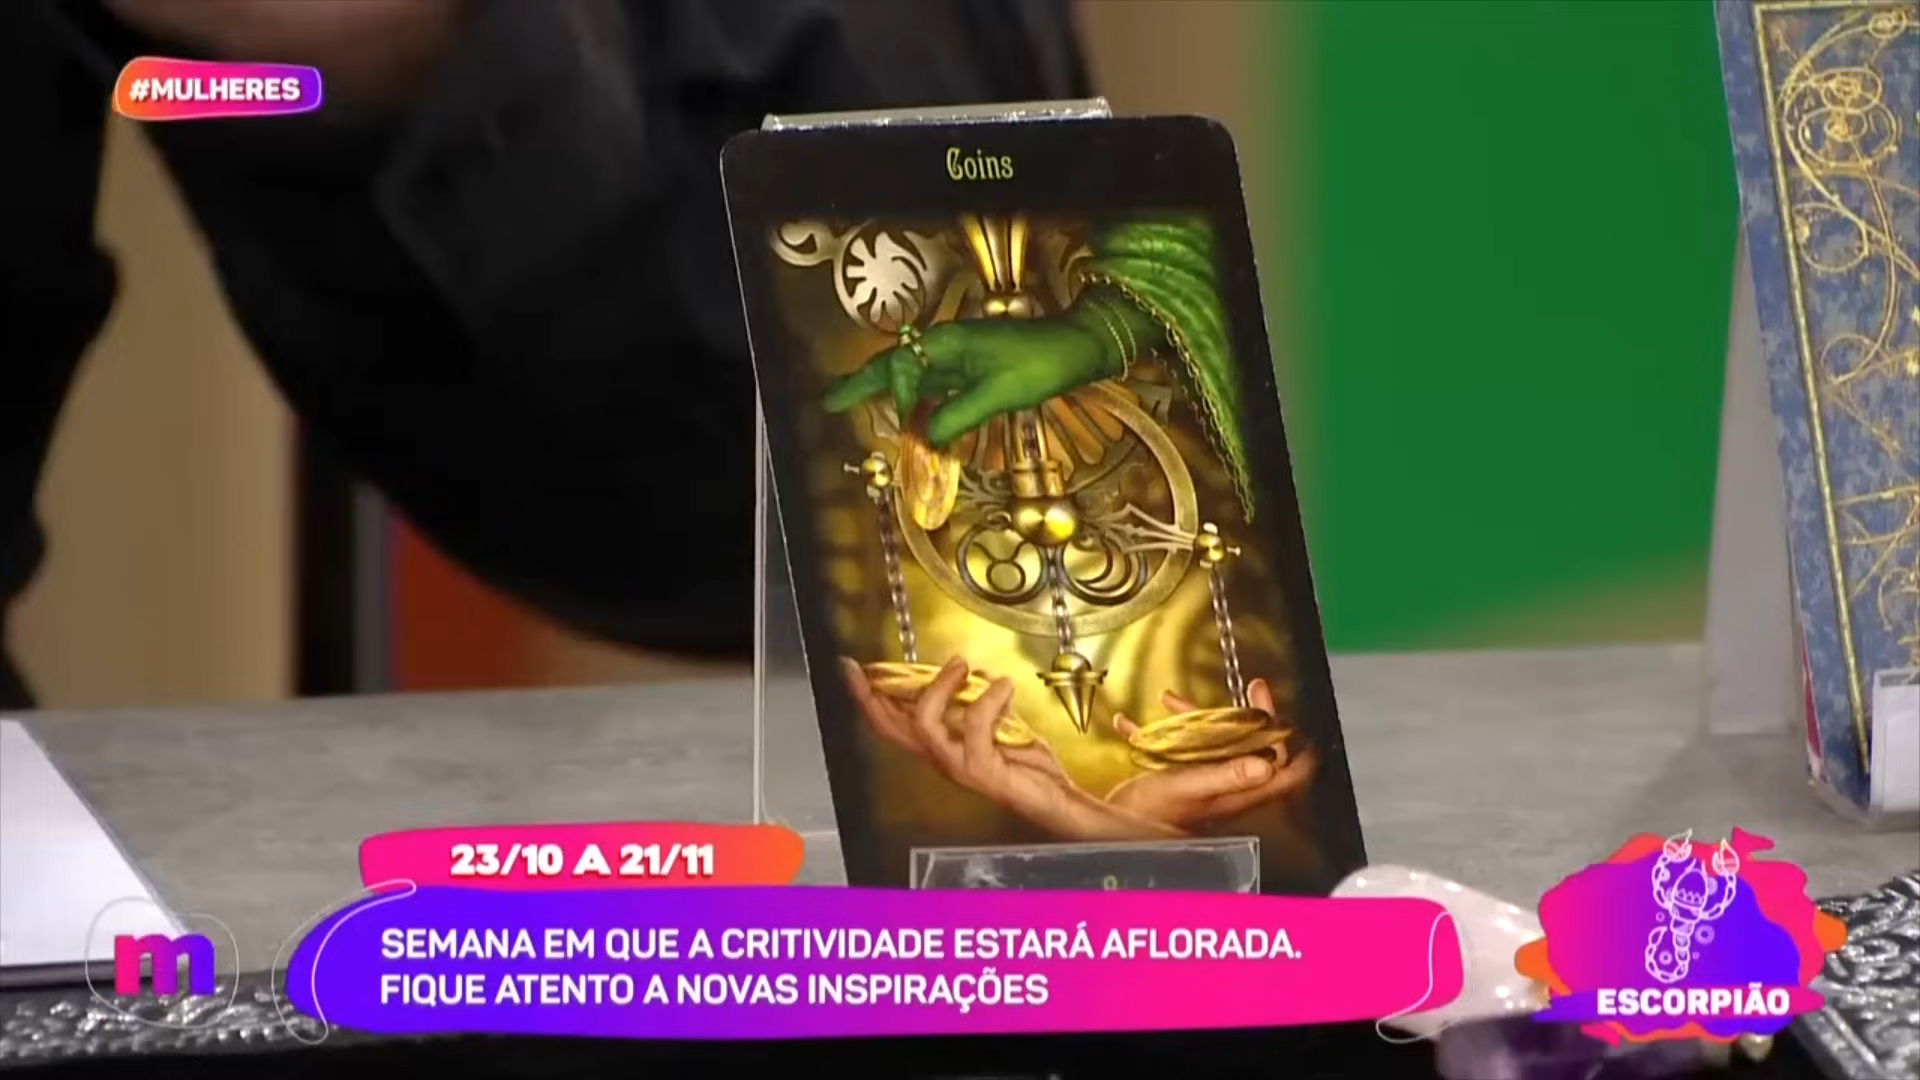 #MULHERES
Coins
23/10 A 21/11
SEMANA EM QUE A CRITIVIDADE ESTARÁ AFLORADA.
FIQUE ATENTO A NOVAS INSPIRAÇÕES
m
ESCORPIÃO